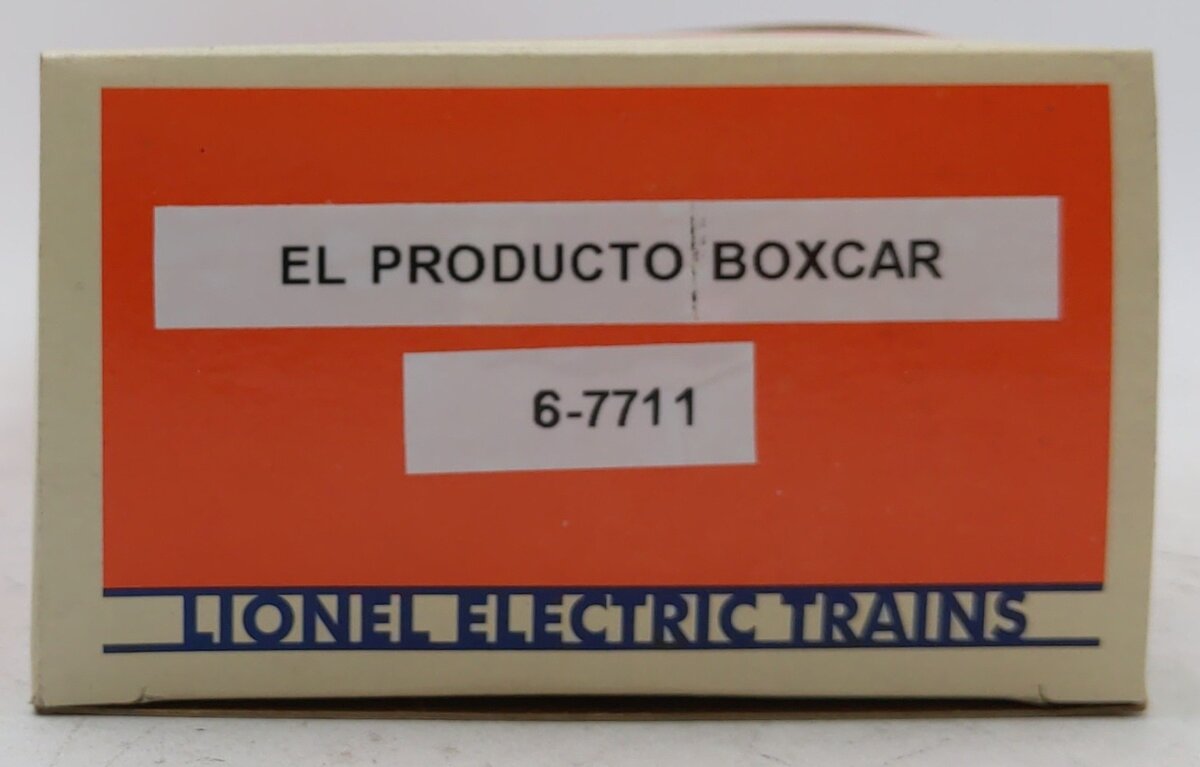 EL PRODUCTO BOXCAR
6-7711
LIONEL ELECTRIC TRAINS